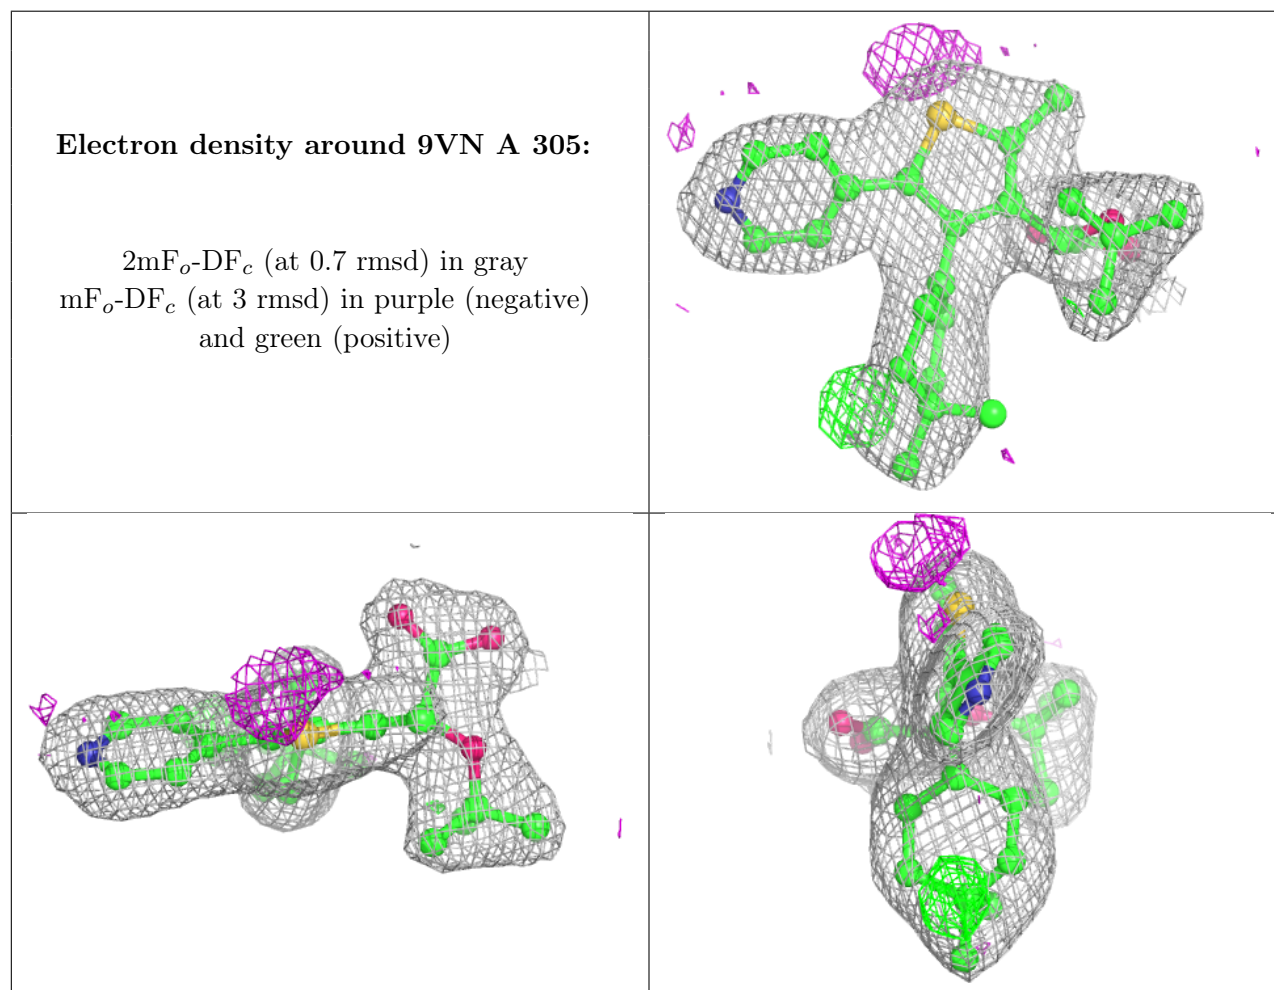 Electron density around 9VN A 305:
2mFo-DFc (at 0.7 rmsd) in gray
mFo-DFc (at 3 rmsd) in purple (negative)
and green (positive)